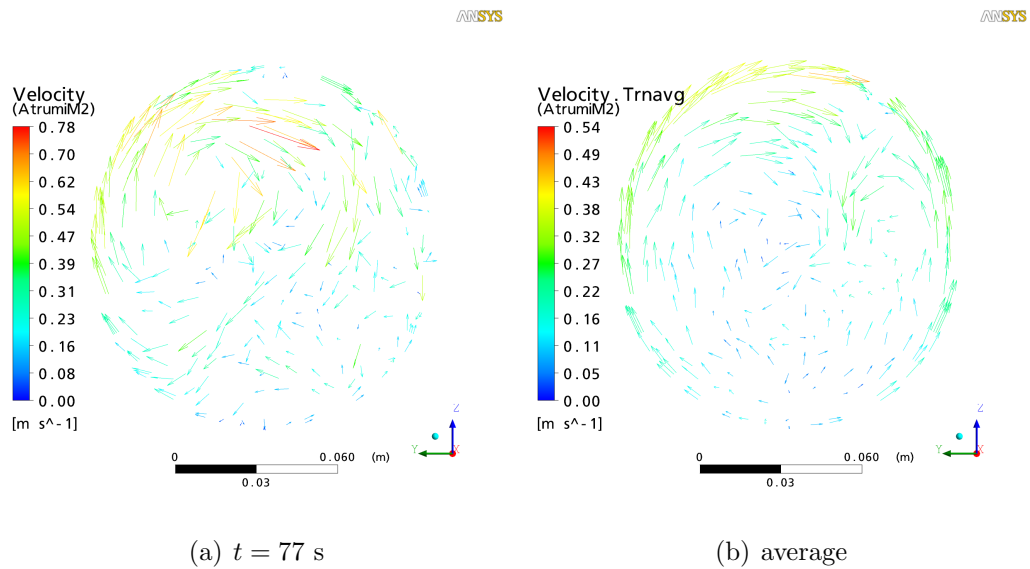 ANSYS
Velocity
(AtrumiM2)
0.78
0.70
0.62
0.54
0.47
0.39
0.31
0.23
0.16
0.08
0.00
[m s^-1]
0 0.060 (m)
0.03
Z
Y
X
(a) t = 77 s
ANSYS
Velocity.Trnavg
(AtrumiM2)
0.54
0.49
0.43
0.38
0.32
0.27
0.22
0.16
0.11
0.05
0.00
[m s^-1]
0 0.060 (m)
0.03
Z
Y
X
(b) average